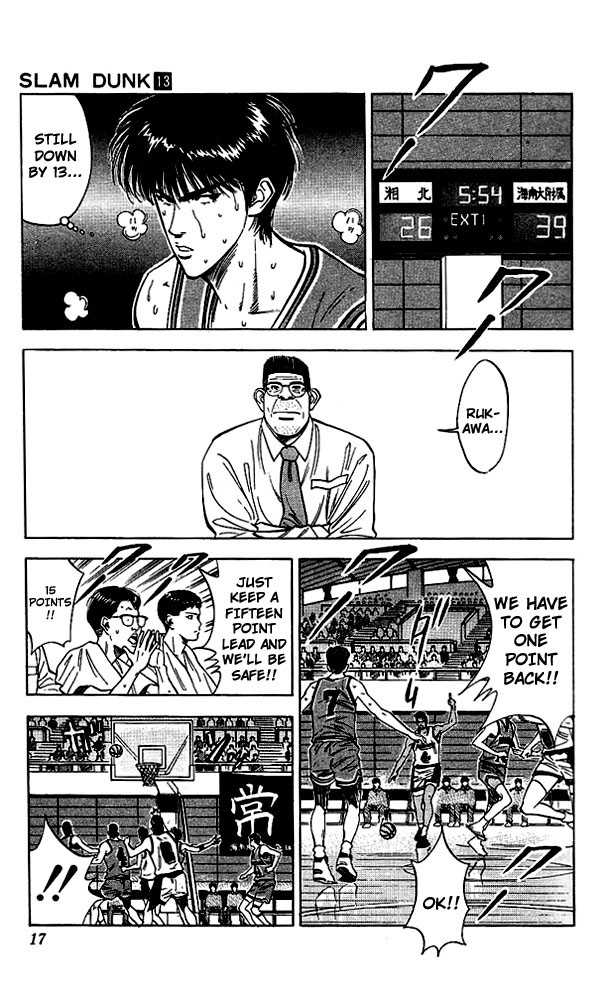 SLAM DUNK 13
湘 北
5:54
海南大附属
26
EXT1
39
STILL
DOWN
BY 13...
RUK-
AWA...
WE HAVE
TO GET
ONE
POINT
BACK!!
7
4
OK!!
JUST
KEEP A
FIFTEEN
POINT
LEAD AND
WE'LL BE
SAFE!!
15
POINTS
!!
常
!!
17